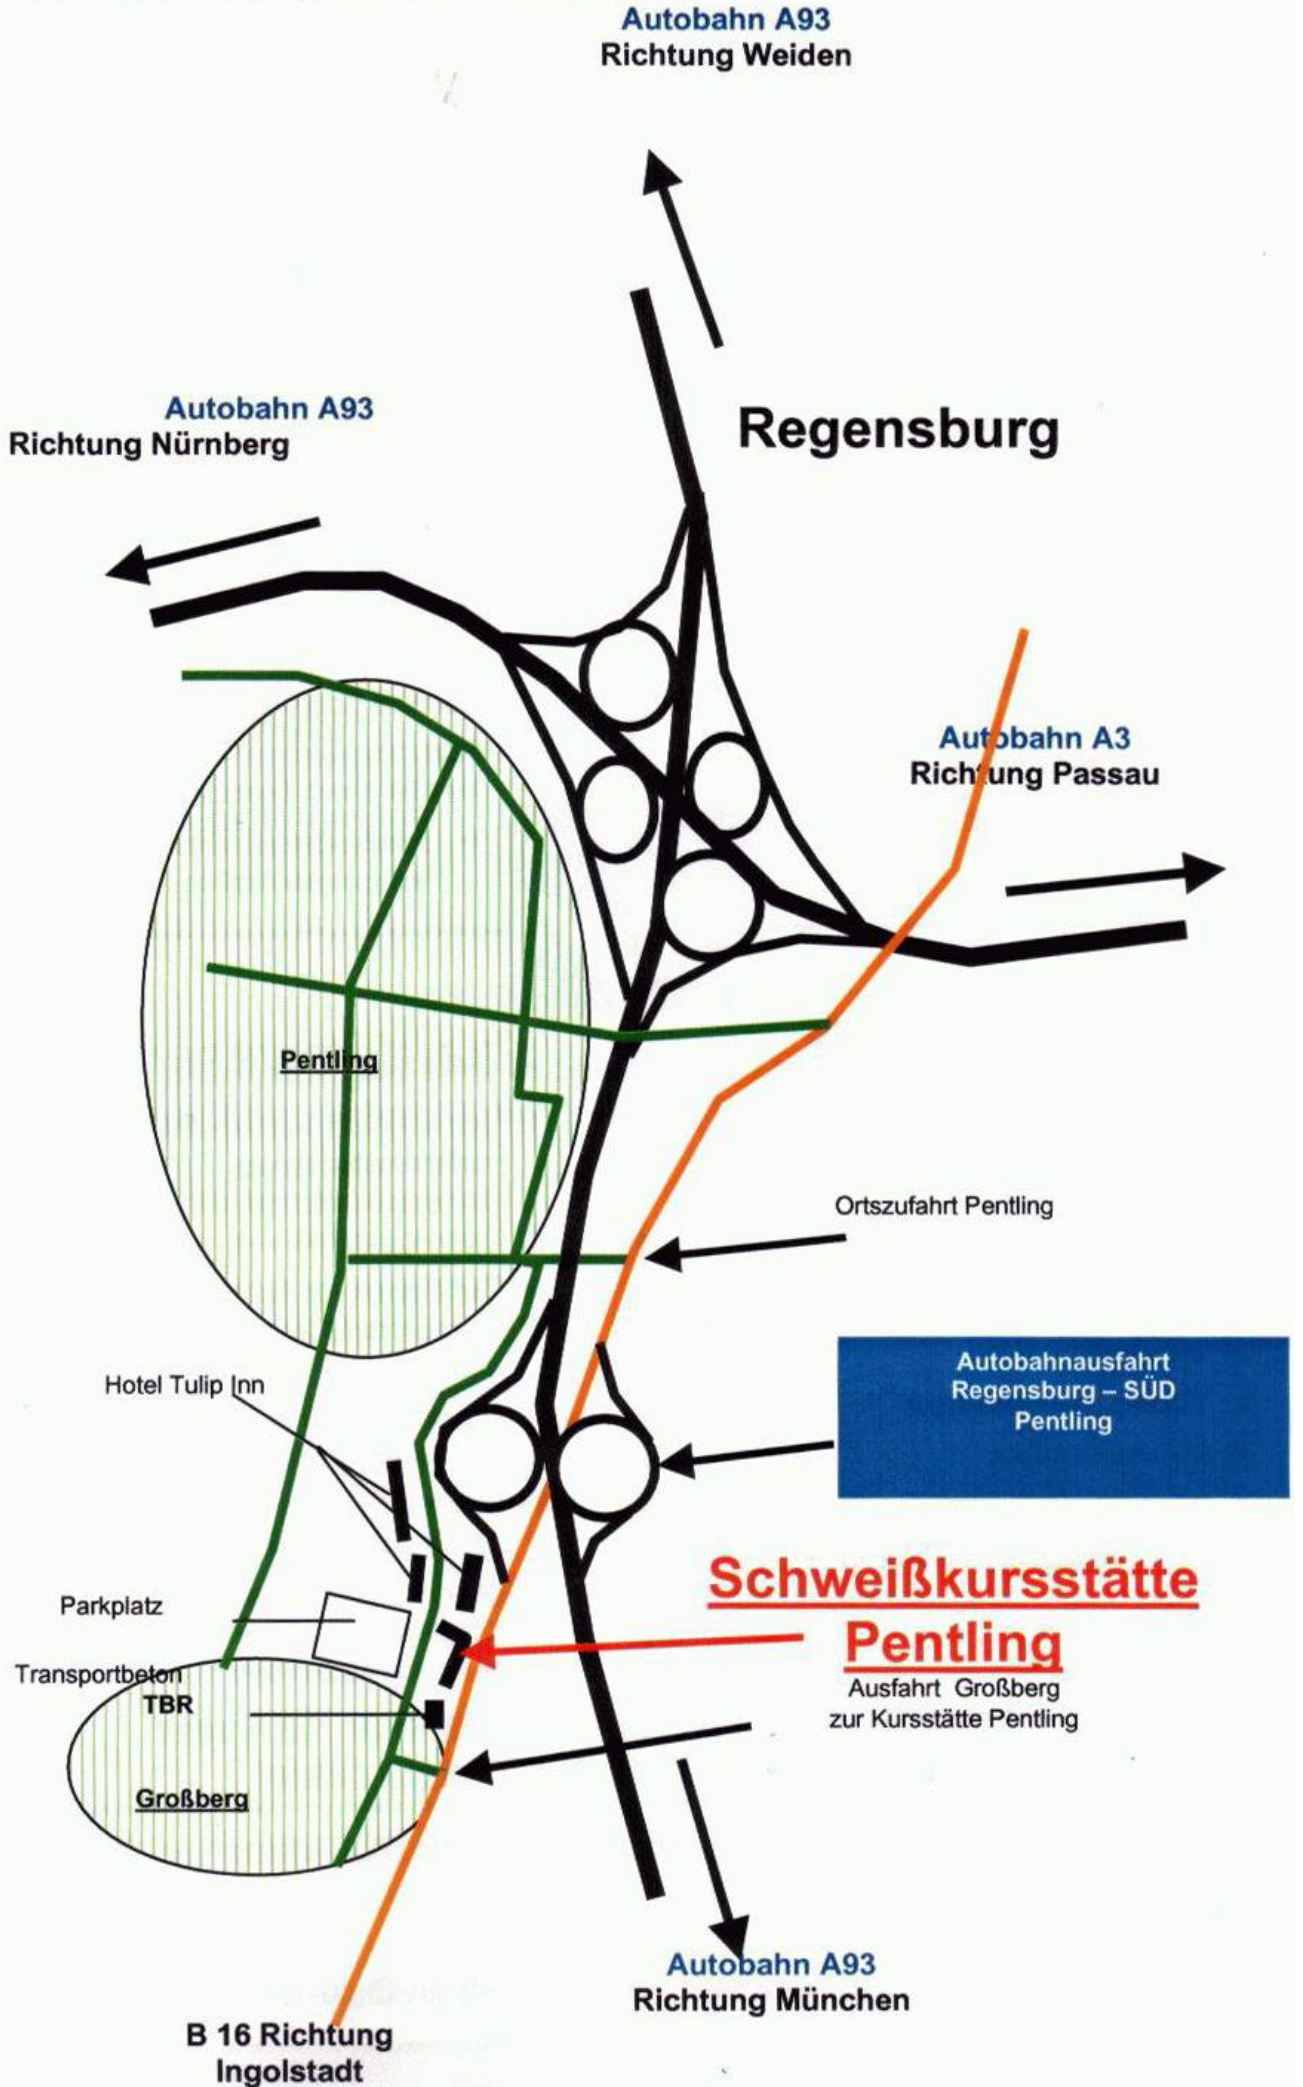 Autobahn A93
Richtung Weiden
Autobahn A93
Richtung Nürnberg
Regensburg
Autobahn A3
Richtung Passau
Pentling
Ortszufahrt Pentling
Autobahnausfahrt
Regensburg – SÜD
Pentling
Hotel Tulip Inn
Schweißkursstätte
Pentling
Ausfahrt Großberg
zur Kursstätte Pentling
Parkplatz
Transportbeton
TBR
Großberg
Autobahn A93
Richtung München
B 16 Richtung
Ingolstadt